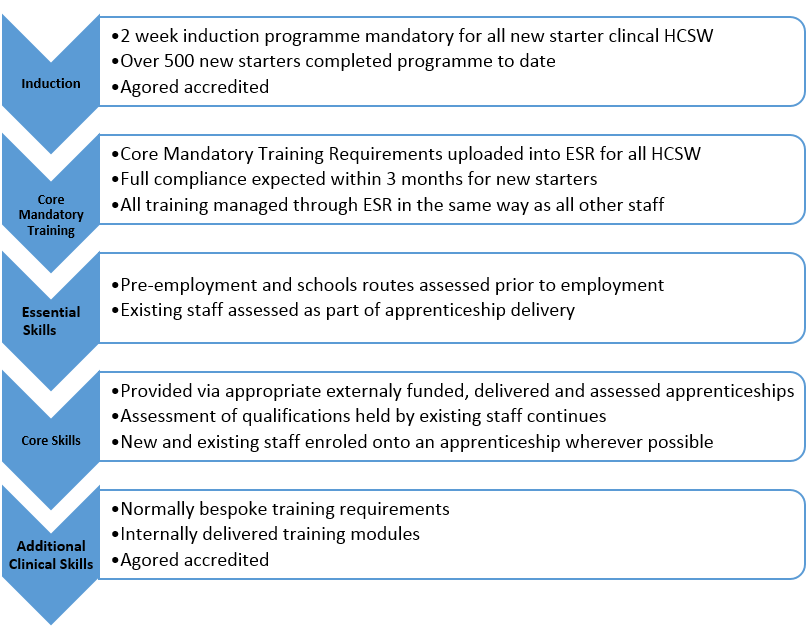 Induction
•2 week induction programme mandatory for all new starter clincal HCSW
•Over 500 new starters completed programme to date
•Agored accredited
Core
Mandatory
Training
•Core Mandatory Training Requirements uploaded into ESR for all HCSW
•Full compliance expected within 3 months for new starters
•All training managed through ESR in the same way as all other staff
Essential
Skills
•Pre-employment and schools routes assessed prior to employment
•Existing staff assessed as part of apprenticeship delivery
Core Skills
•Provided via appropriate externaly funded, delivered and assessed apprenticeships
•Assessment of qualifications held by existing staff continues
•New and existing staff enroled onto an apprenticeship wherever possible
Additional
Clinical Skills
•Normally bespoke training requirements
•Internally delivered training modules
•Agored accredited